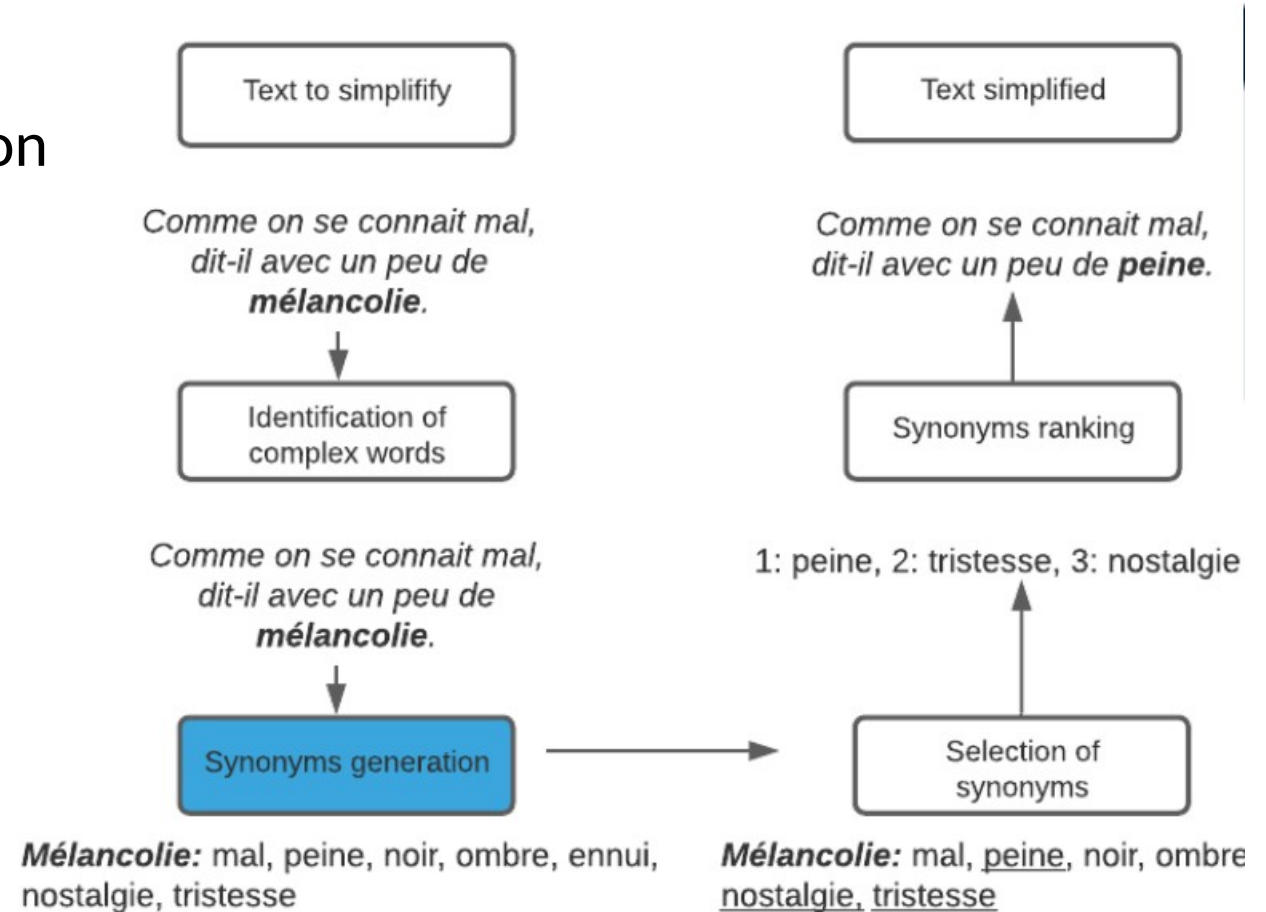 on
Text to simplifify
Comme on se connait mal,
dit-il avec un peu de
mélancolie.
Identification of
complex words
Comme on se connait mal,
dit-il avec un peu de
mélancolie.
Synonyms generation
Mélancolie: mal, peine, noir, ombre, ennui,
nostalgie, tristesse
Text simplified
Comme on se connait mal,
dit-il avec un peu de peine.
Synonyms ranking
1: peine, 2: tristesse, 3: nostalgie
Selection of
synonyms
Mélancolie: mal, peine, noir, ombre
nostalgie, tristesse